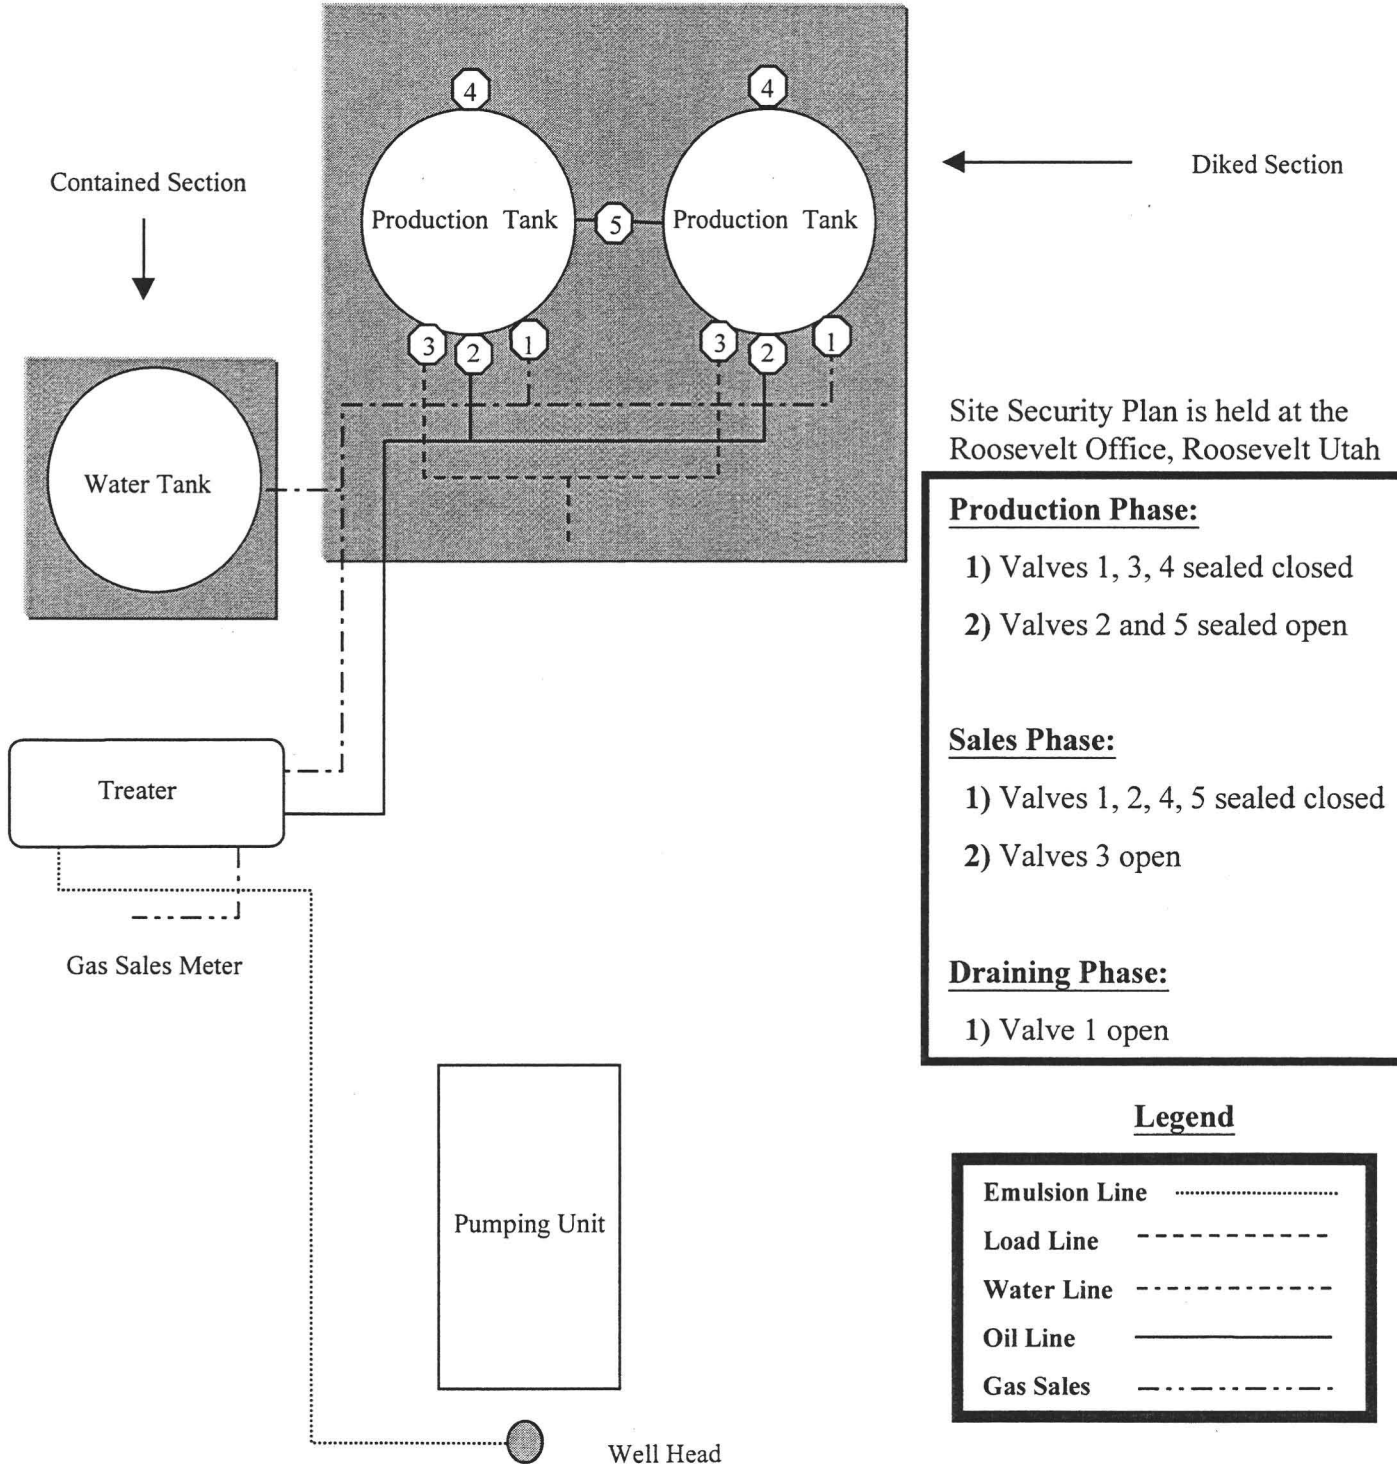 4
4
Contained Section
Diked Section
Production Tank
5
Production Tank
3
2
1
3
2
1
Water Tank
Site Security Plan is held at the
Roosevelt Office, Roosevelt Utah
Production Phase:
1) Valves 1, 3, 4 sealed closed
2) Valves 2 and 5 sealed open
Sales Phase:
1) Valves 1, 2, 4, 5 sealed closed
2) Valves 3 open
Draining Phase:
1) Valve 1 open
Treater
Gas Sales Meter
Pumping Unit
Well Head
Legend
Emulsion Line
Load Line
Water Line
Oil Line
Gas Sales